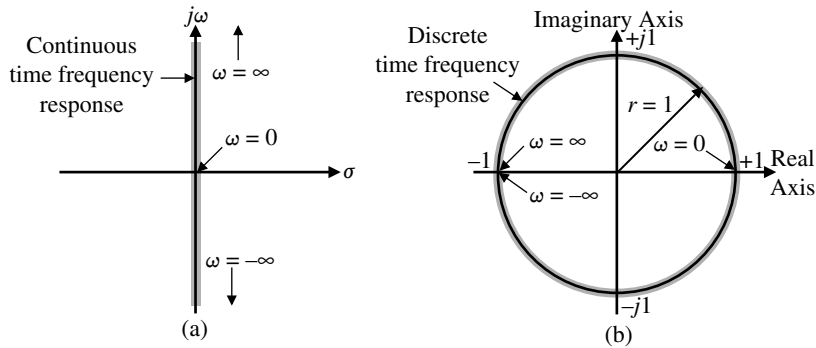 jω
Continuous
time frequency
response
ω = ∞
ω = 0
σ
ω = –∞
(a)
Imaginary Axis
+j1
Discrete
time frequency
response
r = 1
ω = ∞
ω = 0
–1
+1
Real
Axis
ω = –∞
–j1
(b)